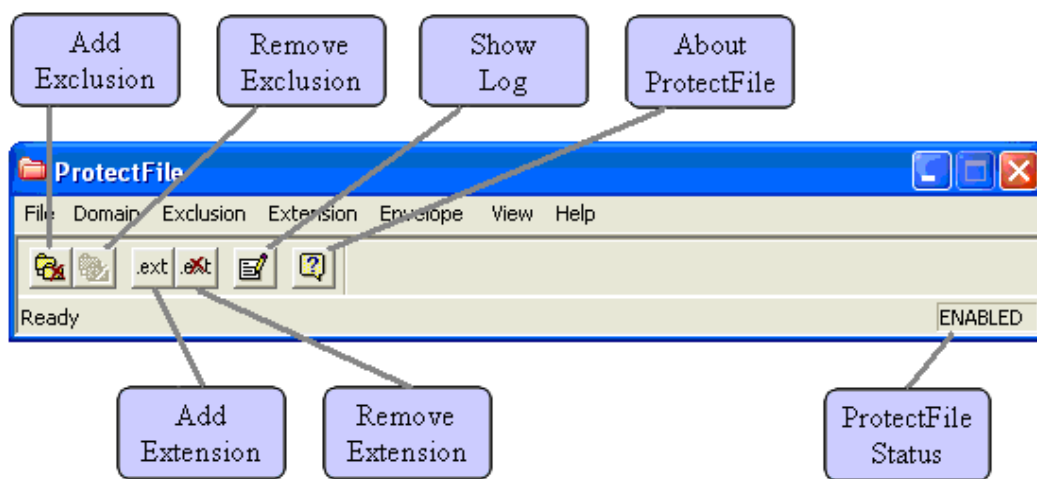 Add
Exclusion
Remove
Exclusion
Show
Log
About
ProtectFile
ProtectFile
File Domain Exclusion Extension Envelope View Help
.ext .ext
Ready
ENABLED
Add
Extension
Remove
Extension
ProtectFile
Status